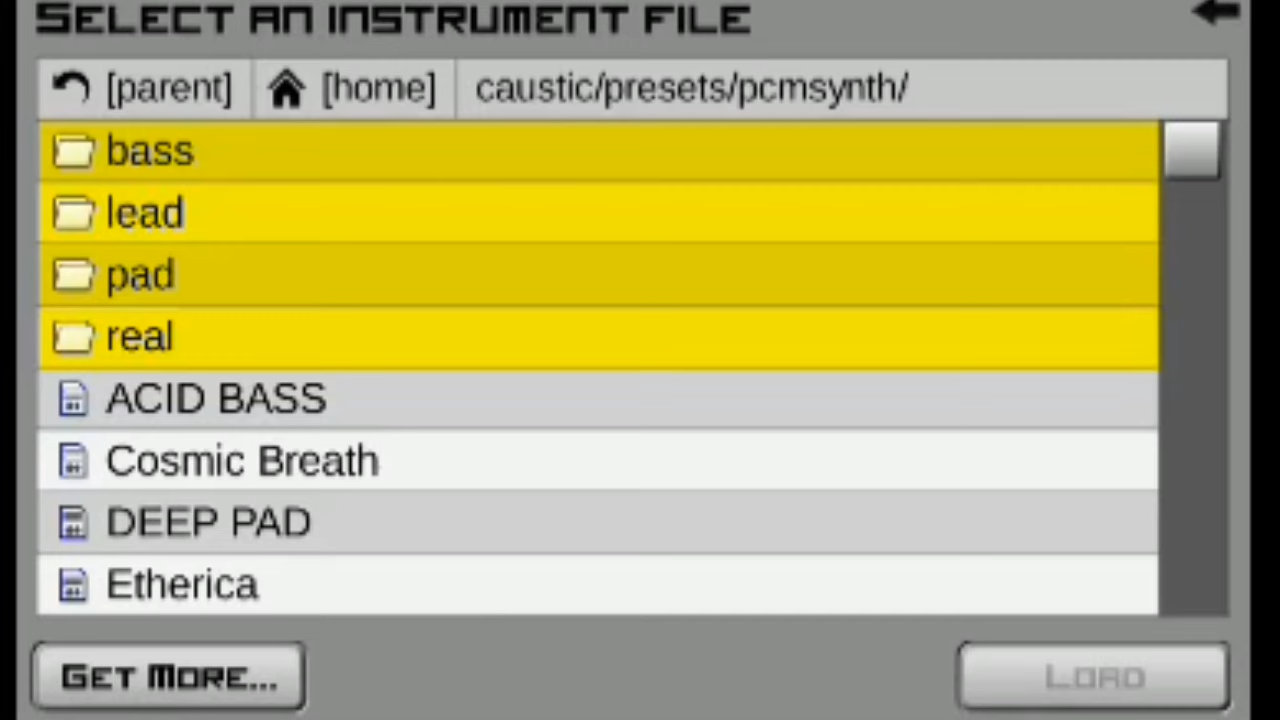 SELECT AN INSTRUMENT FILE
[parent] [home] caustic/presets/pcmsynth/
bass
lead
pad
real
ACID BASS
Cosmic Breath
DEEP PAD
Etherica
GET MORE... LOAD